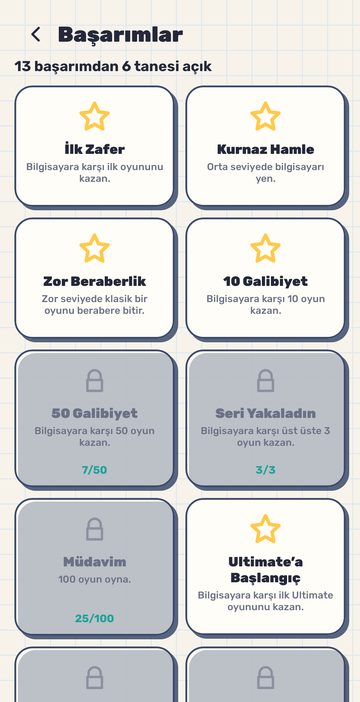 Başarımlar
13 başarımdan 6 tanesi açık
İlk Zafer
Bilgisayara karşı ilk oyununu
kazan.
Kurnaz Hamle
Orta seviyede bilgisayarı
yen.
Zor Beraberlik
Zor seviyede klasik bir
oyunu berabere bitir.
10 Galibiyet
Bilgisayara karşı 10 oyun
kazan.
50 Galibiyet
Bilgisayara karşı 50 oyun
kazan.
7/50
Seri Yakaladın
Bilgisayara karşı üst üste 3
oyun kazan.
3/3
Müdavim
100 oyun oyna.
25/100
Ultimate’a
Başlangıç
Bilgisayara karşı ilk Ultimate
oyununu kazan.